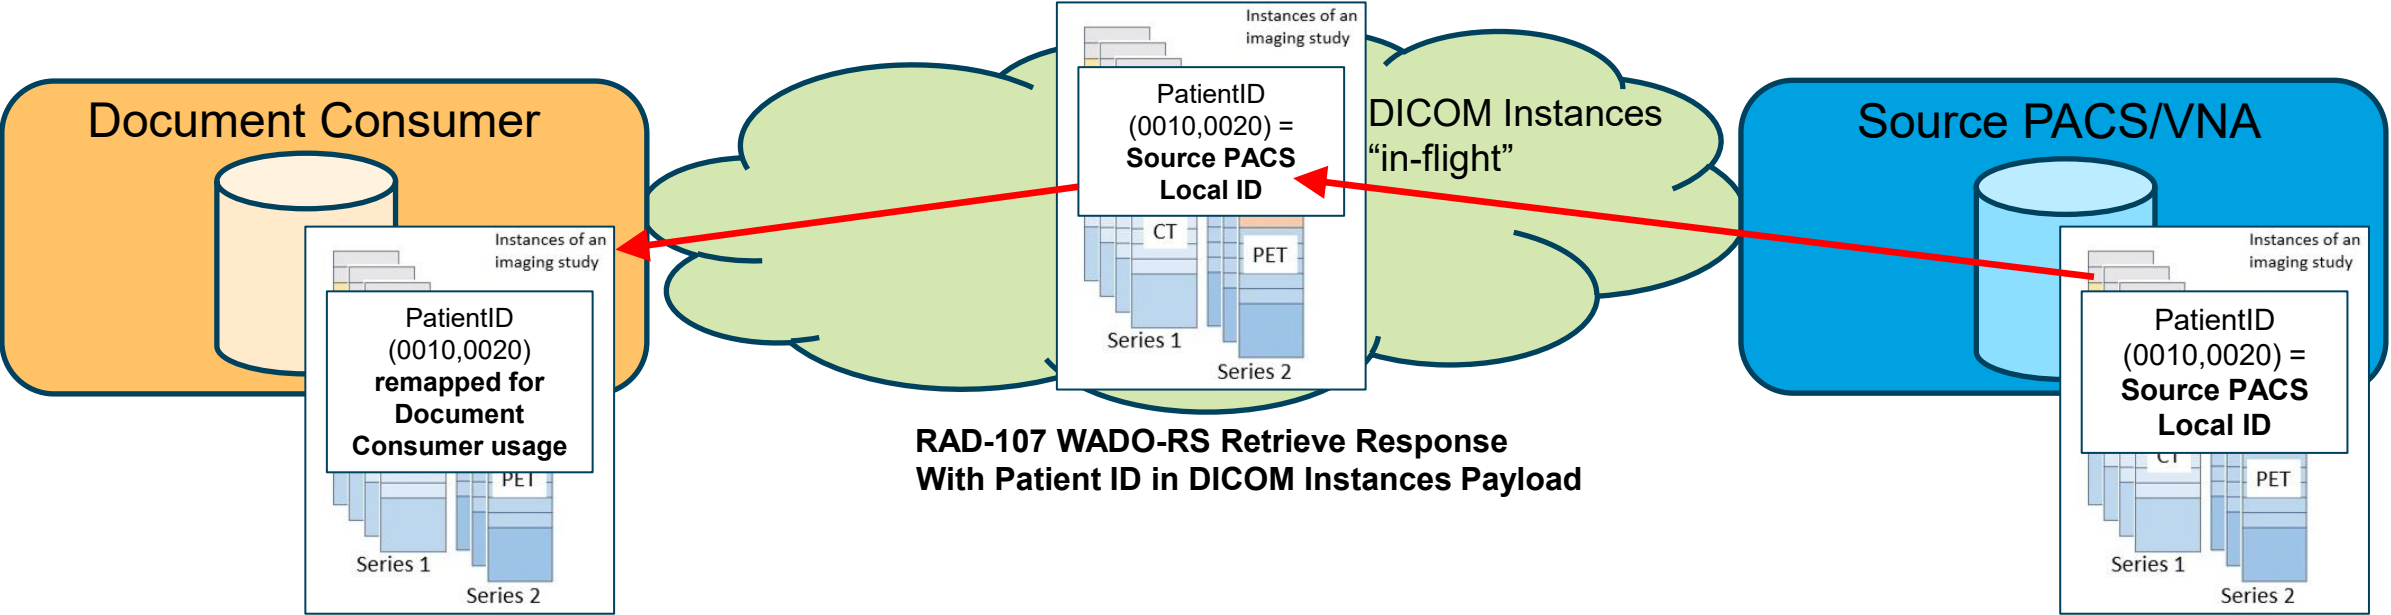 Document Consumer
Instances of an
imaging study
PatientID
(0010,0020)
remapped for
Document
Consumer usage
PET
Series 1
Series 2
Instances of an
imaging study
PatientID
(0010,0020) =
Source PACS
Local ID
CT
PET
Series 1
Series 2
DICOM Instances
“in-flight”
RAD-107 WADO-RS Retrieve Response
With Patient ID in DICOM Instances Payload
Source PACS/VNA
Instances of an
imaging study
PatientID
(0010,0020) =
Source PACS
Local ID
CT
PET
Series 1
Series 2